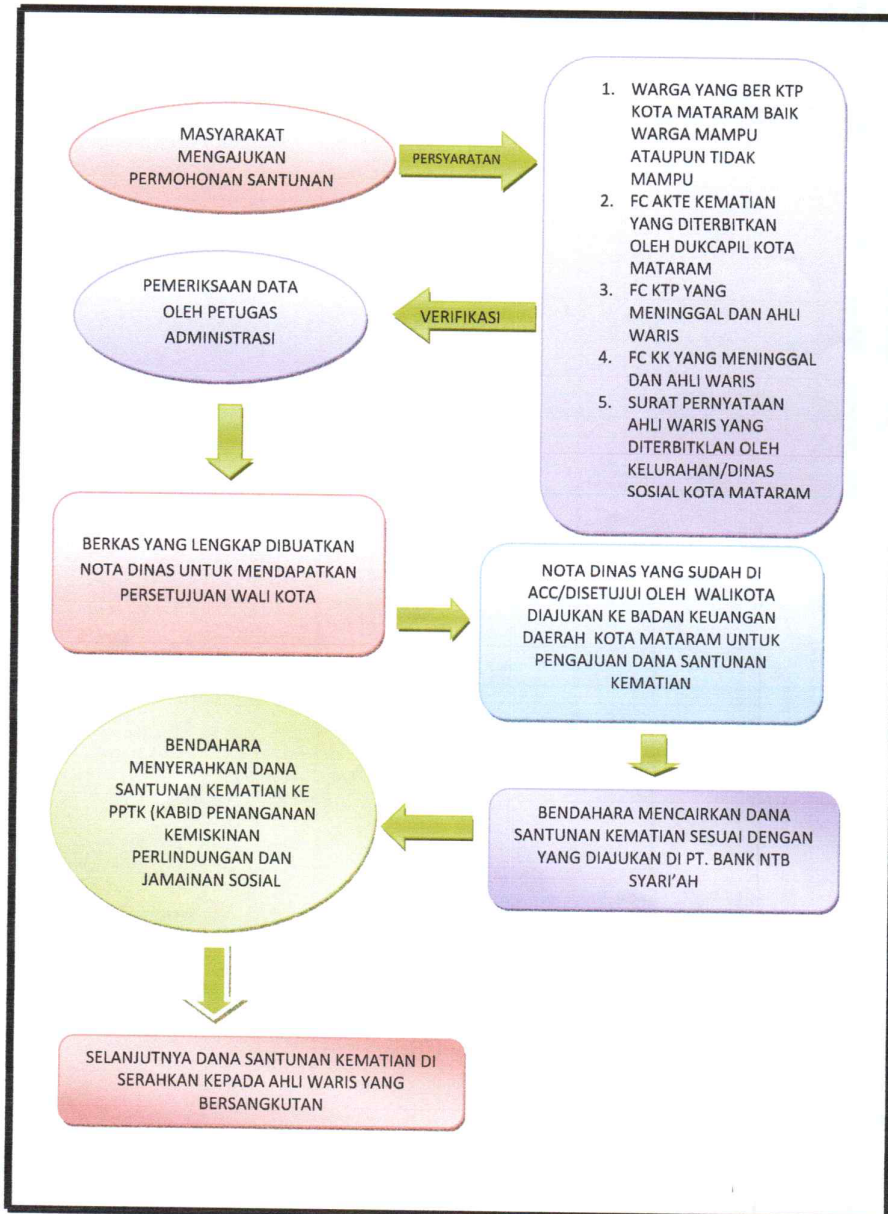 MASYARAKAT
MENGAJUKAN
PERMOHONAN SANTUNAN
PERSYARATAN
1. WARGA YANG BER KTP
KOTA MATARAM BAIK
WARGA MAMPU
ATAUPUN TIDAK
MAMPU
2. FC AKTE KEMATIAN
YANG DITERBITKAN
OLEH DUKCAPIL KOTA
MATARAM
3. FC KTP YANG
MENINGGAL DAN AHLI
WARIS
4. FC KK YANG MENINGGAL
DAN AHLI WARIS
5. SURAT PERNYATAAN
AHLI WARIS YANG
DITERBITKLAN OLEH
KELURAHAN/DINAS
SOSIAL KOTA MATARAM
VERIFIKASI
PEMERIKSAAN DATA
OLEH PETUGAS
ADMINISTRASI
BERKAS YANG LENGKAP DIBUATKAN
NOTA DINAS UNTUK MENDAPATKAN
PERSETUJUAN WALI KOTA
NOTA DINAS YANG SUDAH DI
ACC/DISETUJUI OLEH WALIKOTA
DIAJUKAN KE BADAN KEUANGAN
DAERAH KOTA MATARAM UNTUK
PENGAJUAN DANA SANTUNAN
KEMATIAN
BENDAHARA MENCAIRKAN DANA
SANTUNAN KEMATIAN SESUAI DENGAN
YANG DIAJUKAN DI PT. BANK NTB
SYARI'AH
BENDAHARA
MENYERAHKAN DANA
SANTUNAN KEMATIAN KE
PPTK (KABID PENANGANAN
KEMISKINAN
PERLINDUNGAN DAN
JAMAINAN SOSIAL
SELANJUTNYA DANA SANTUNAN KEMATIAN DI
SERAHKAN KEPADA AHLI WARIS YANG
BERSANGKUTAN